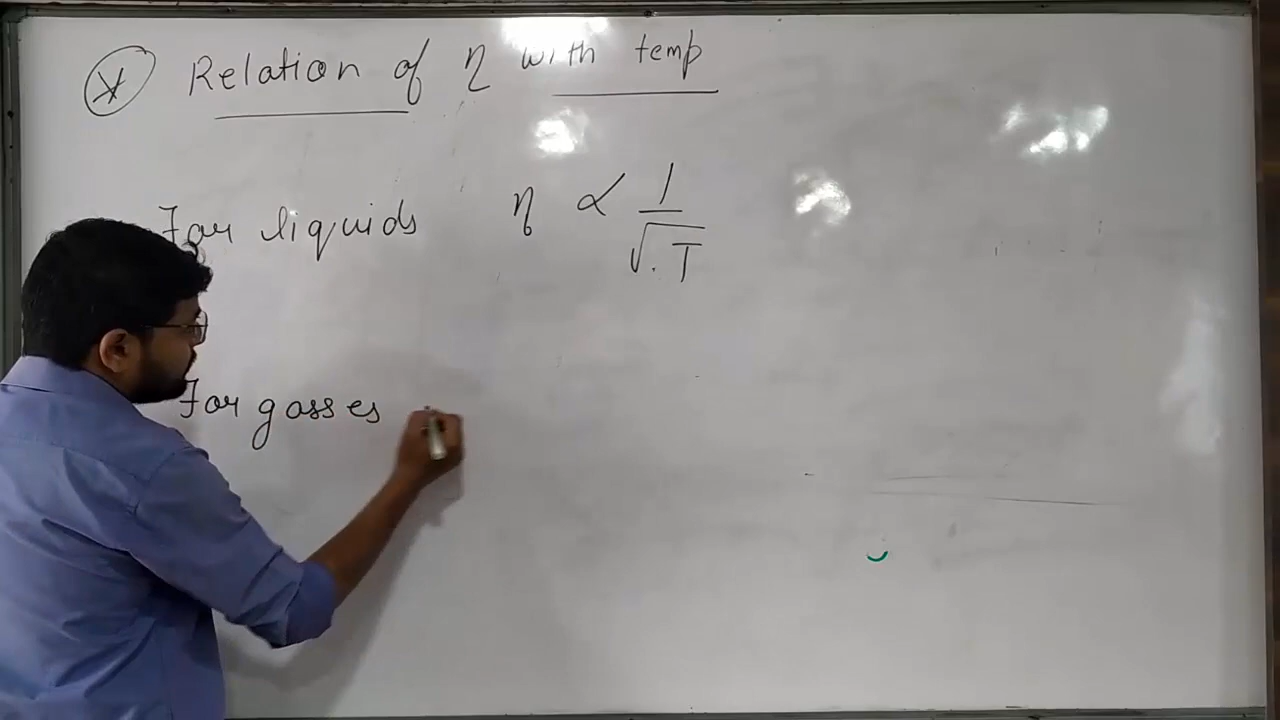 * Relation of η with temp
For liquids η ∝ 1/√T
For gasses